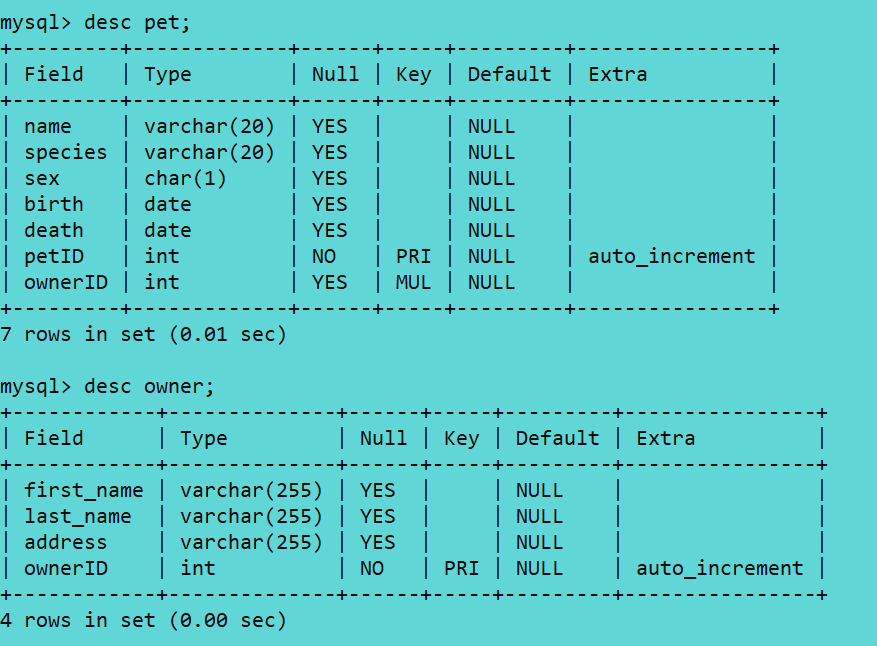 mysql> desc pet;
+---------+-------------+------+-----+---------+----------------+
| Field   | Type        | Null | Key | Default | Extra          |
+---------+-------------+------+-----+---------+----------------+
| name    | varchar(20) | YES  |     | NULL    |                |
| species | varchar(20) | YES  |     | NULL    |                |
| sex     | char(1)     | YES  |     | NULL    |                |
| birth   | date        | YES  |     | NULL    |                |
| death   | date        | YES  |     | NULL    |                |
| petID   | int         | NO   | PRI | NULL    | auto_increment |
| ownerID | int         | YES  | MUL | NULL    |                |
+---------+-------------+------+-----+---------+----------------+
7 rows in set (0.01 sec)

mysql> desc owner;
+------------+--------------+------+-----+---------+----------------+
| Field      | Type         | Null | Key | Default | Extra          |
+------------+--------------+------+-----+---------+----------------+
| first_name | varchar(255) | YES  |     | NULL    |                |
| last_name  | varchar(255) | YES  |     | NULL    |                |
| address    | varchar(255) | YES  |     | NULL    |                |
| ownerID    | int          | NO   | PRI | NULL    | auto_increment |
+------------+--------------+------+-----+---------+----------------+
4 rows in set (0.00 sec)